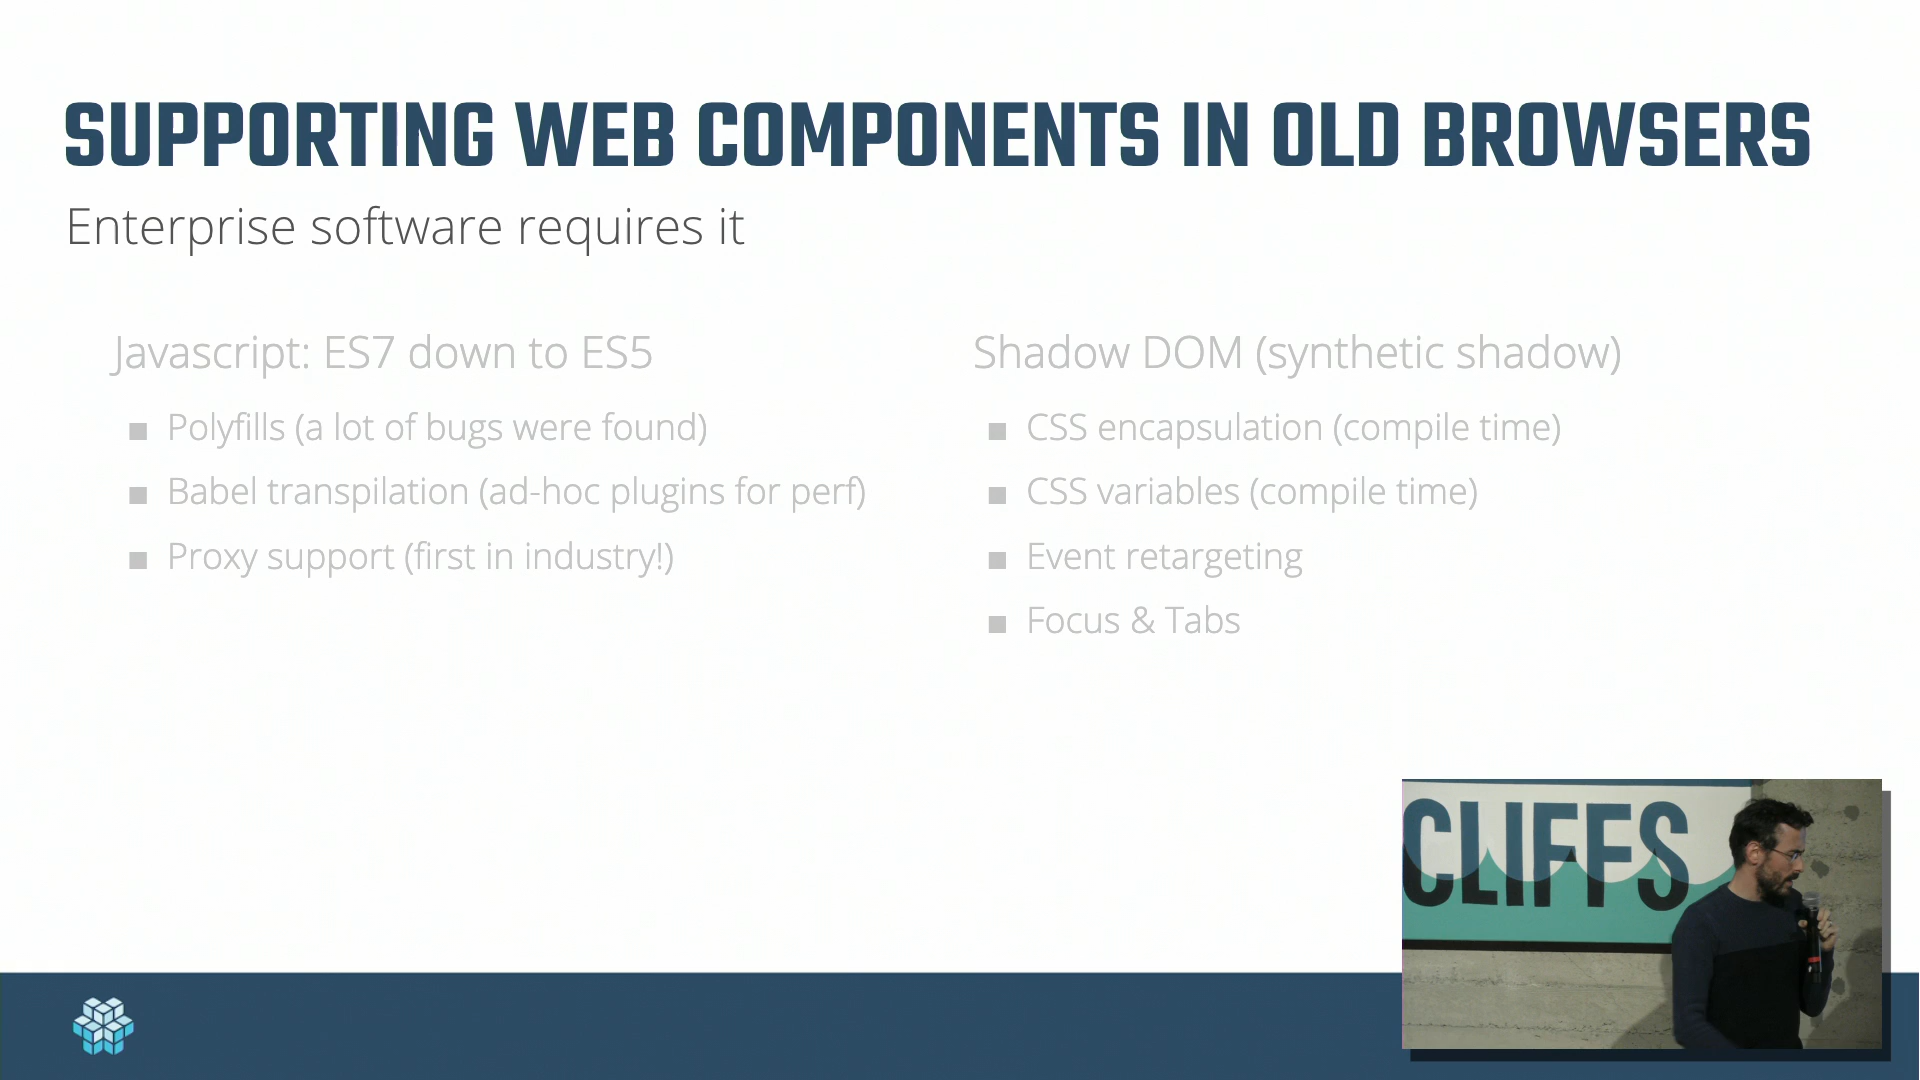 SUPPORTING WEB COMPONENTS IN OLD BROWSERS
Enterprise software requires it
Javascript: ES7 down to ES5
Polyfills (a lot of bugs were found)
Babel transpilation (ad-hoc plugins for perf)
Proxy support (first in industry!)
Shadow DOM (synthetic shadow)
CSS encapsulation (compile time)
CSS variables (compile time)
Event retargeting
Focus & Tabs
CLIFFS